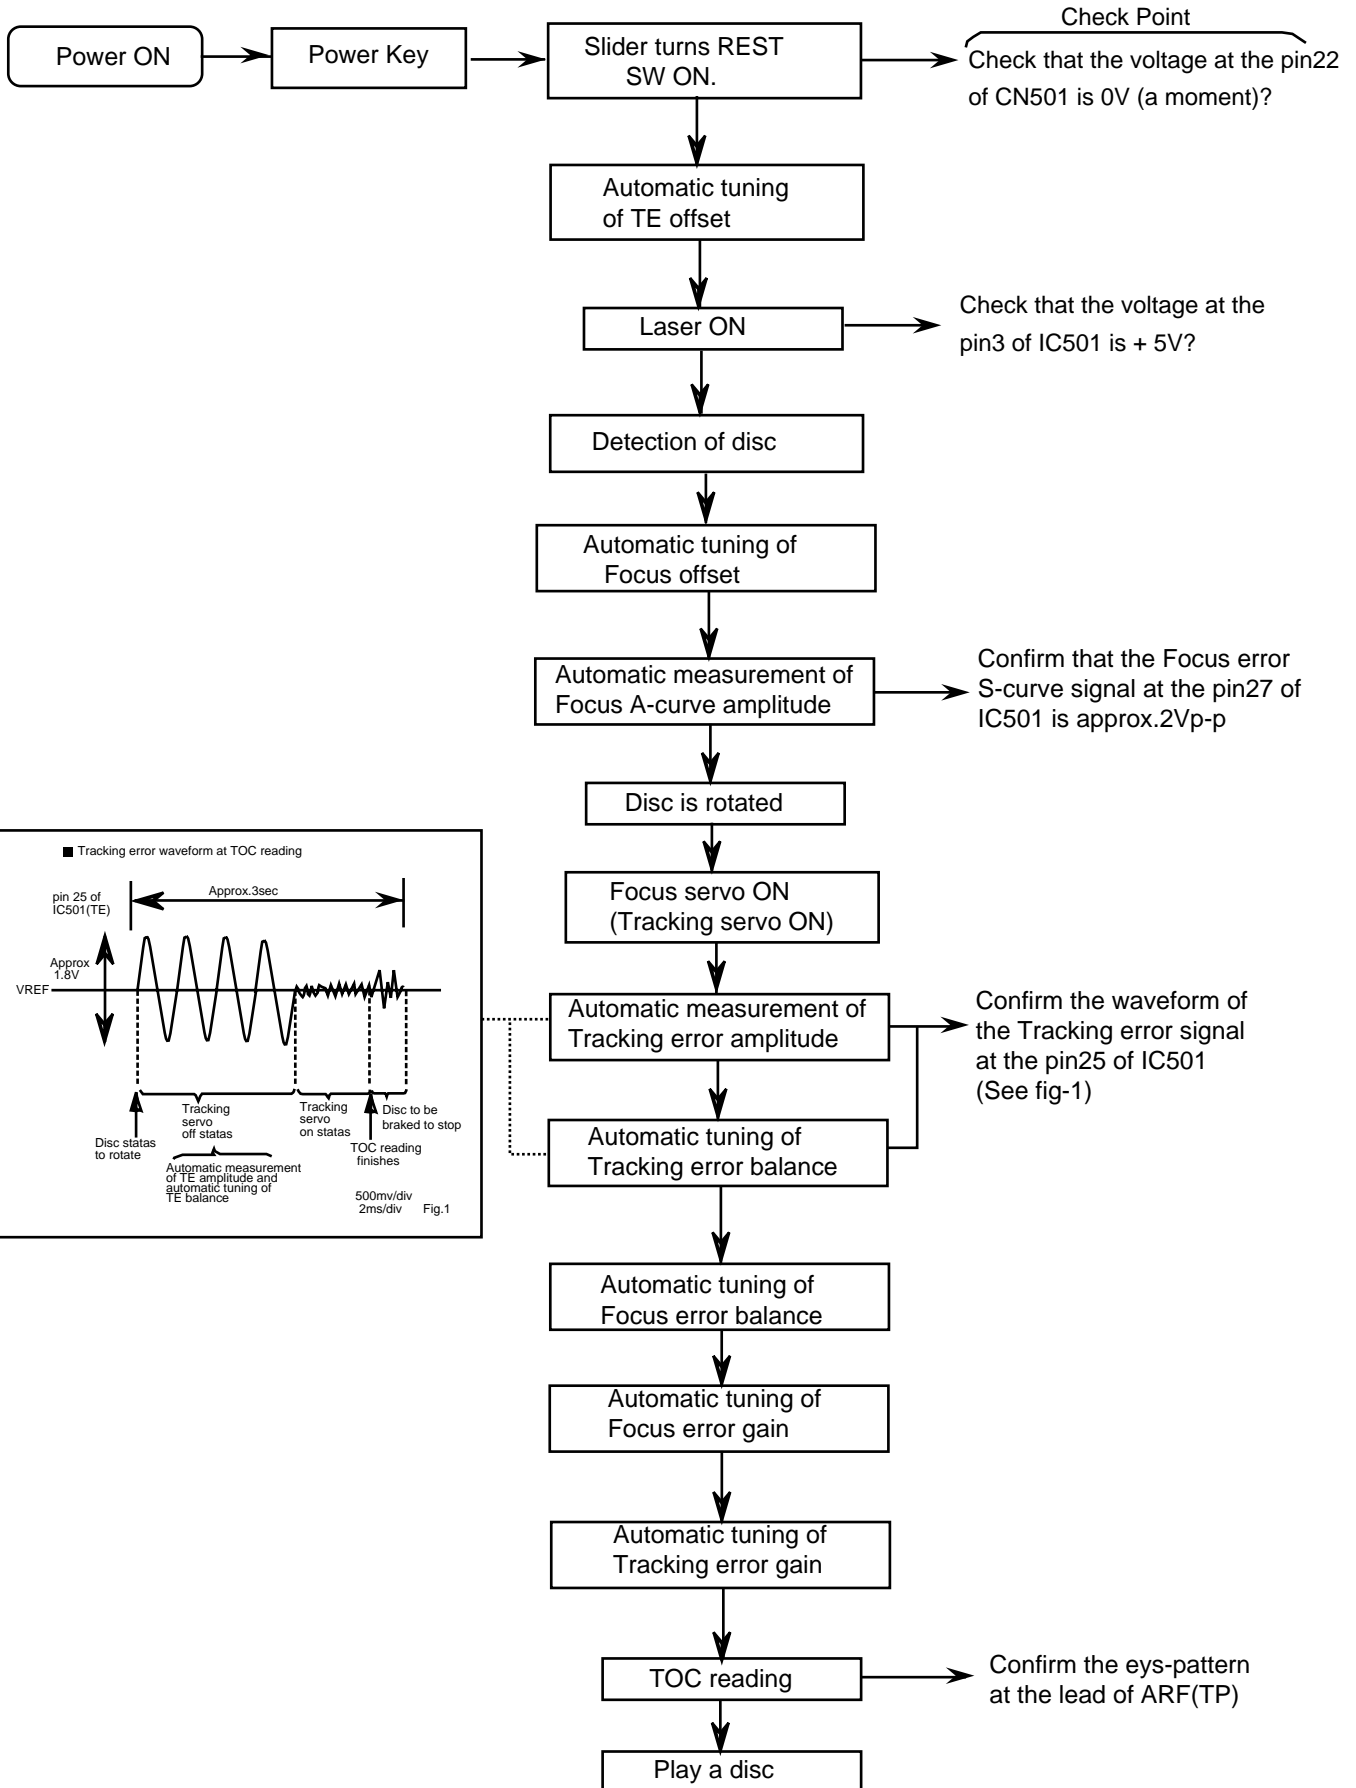 Check Point
Power ON
Power Key
Slider turns REST
SW ON.
Check that the voltage at the pin22
of CN501 is 0V (a moment)?
Automatic tuning
of TE offset
Laser ON
Check that the voltage at the
pin3 of IC501 is + 5V?
Detection of disc
Automatic tuning of
Focus offset
Automatic measurement of
Focus A-curve amplitude
Confirm that the Focus error
S-curve signal at the pin27 of
IC501 is approx.2Vp-p
Disc is rotated
Focus servo ON
(Tracking servo ON)
■ Tracking error waveform at TOC reading
pin 25 of
IC501(TE)
Approx.3sec
Approx
1.8V
VREF
Disc statas
to rotate
Tracking
servo
off statas
Tracking
servo
on statas
Disc to be
braked to stop
TOC reading
finishes
Automatic measurement
of TE amplitude and
automatic tuning of
TE balance
500mv/div
2ms/div
Fig.1
Automatic measurement of
Tracking error amplitude
Confirm the waveform of
the Tracking error signal
at the pin25 of IC501
(See fig-1)
Automatic tuning of
Tracking error balance
Automatic tuning of
Focus error balance
Automatic tuning of
Focus error gain
Automatic tuning of
Tracking error gain
TOC reading
Confirm the eys-pattern
at the lead of ARF(TP)
Play a disc